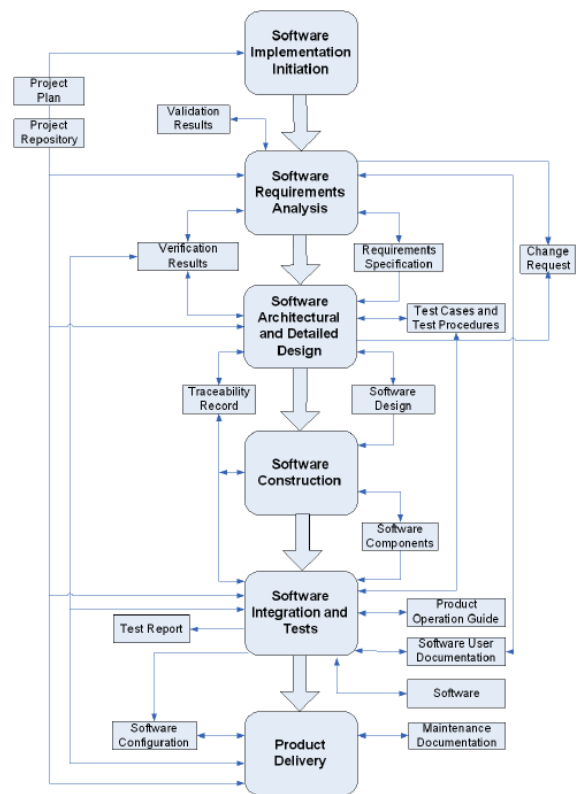 Software
Implementation
Initiation
Project
Plan
Project
Repository
Validation
Results
Software
Requirements
Analysis
Verification
Results
Requirements
Specification
Change
Request
Software
Architectural
and Detailed
Design
Test Cases and
Test Procedures
Traceability
Record
Software
Design
Software
Construction
Software
Components
Software
Integration and
Tests
Product
Operation Guide
Test Report
Software User
Documentation
Software
Software
Configuration
Product
Delivery
Maintenance
Documentation